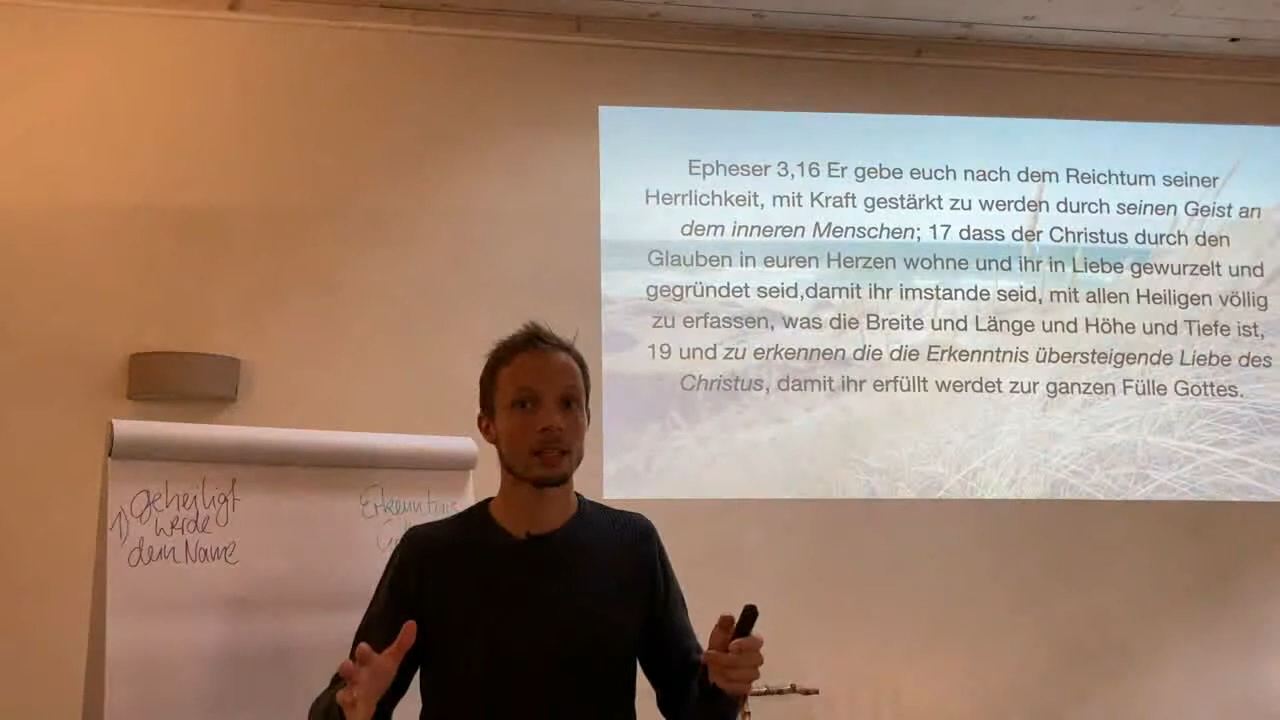 Epheser 3,16 Er gebe euch nach dem Reichtum seiner
Herrlichkeit, mit Kraft gestärkt zu werden durch seinen Geist an
dem inneren Menschen; 17 dass der Christus durch den
Glauben in euren Herzen wohne und ihr in Liebe gewurzelt und
gegründet seid,damit ihr imstande seid, mit allen Heiligen völlig
zu erfassen, was die Breite und Länge und Höhe und Tiefe ist,
19 und zu erkennen die die Erkenntnis übersteigende Liebe des
Christus, damit ihr erfüllt werdet zur ganzen Fülle Gottes.
1) geheiligt
werde
dein Name
Erkenntnis